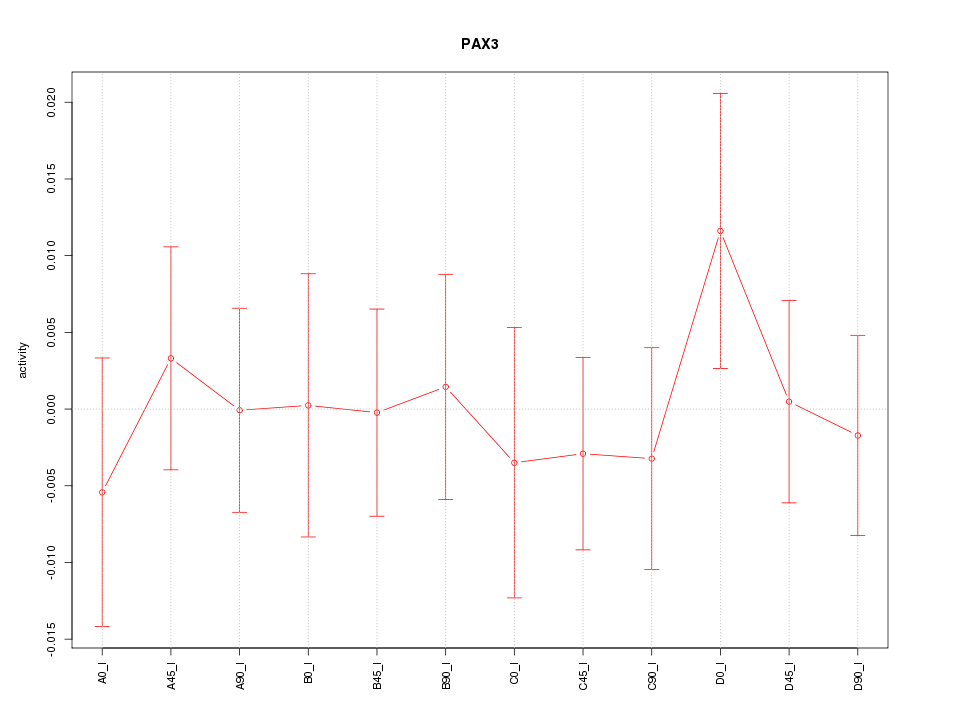 PAX3
activity
0.020
0.015
0.010
0.005
0.000
-0.005
-0.010
-0.015
A0_I
A45_I
A90_I
B0_I
B45_I
B90_I
C0_I
C45_I
C90_I
D0_I
D45_I
D90_I